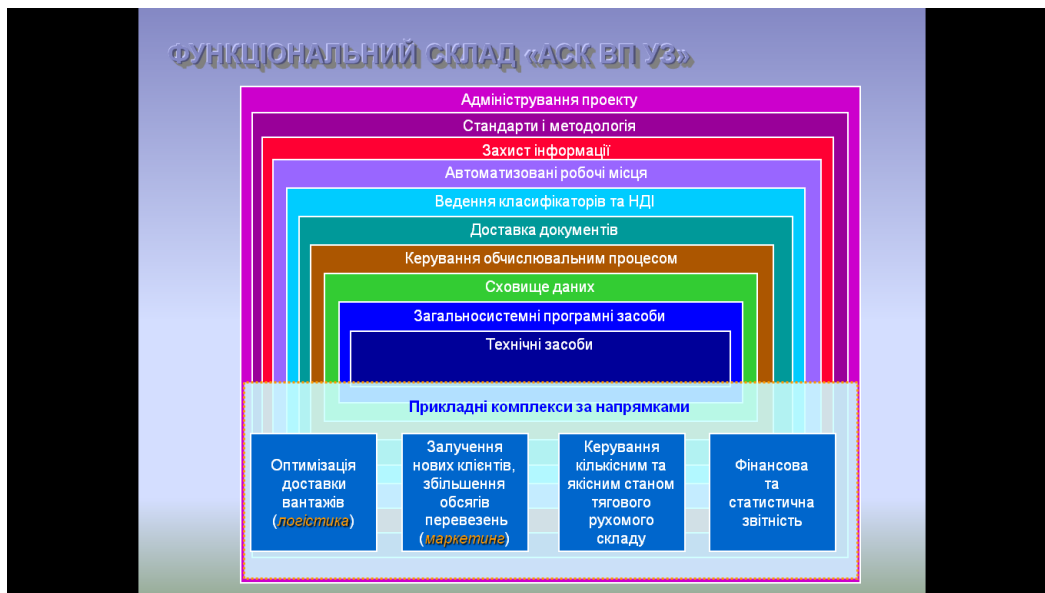 ФУНКЦІОНАЛЬНИЙ СКЛАД «АСК ВП УЗ»
Адміністрування проекту
Стандарти і методологія
Захист інформації
Автоматизовані робочі місця
Ведення класифікаторів та НДІ
Доставка документів
Керування обчислювальним процесом
Сховище даних
Загальносистемні програмні засоби
Технічні засоби
Прикладні комплекси за напрямками
Оптимізація
доставки
вантажів
(логістика)
Залучення
нових клієнтів,
збільшення
обсягів
перевезень
(маркетинг)
Керування
кількісним та
якісним станом
тягового
рухомого
складу
Фінансова
та
статистична
звітність